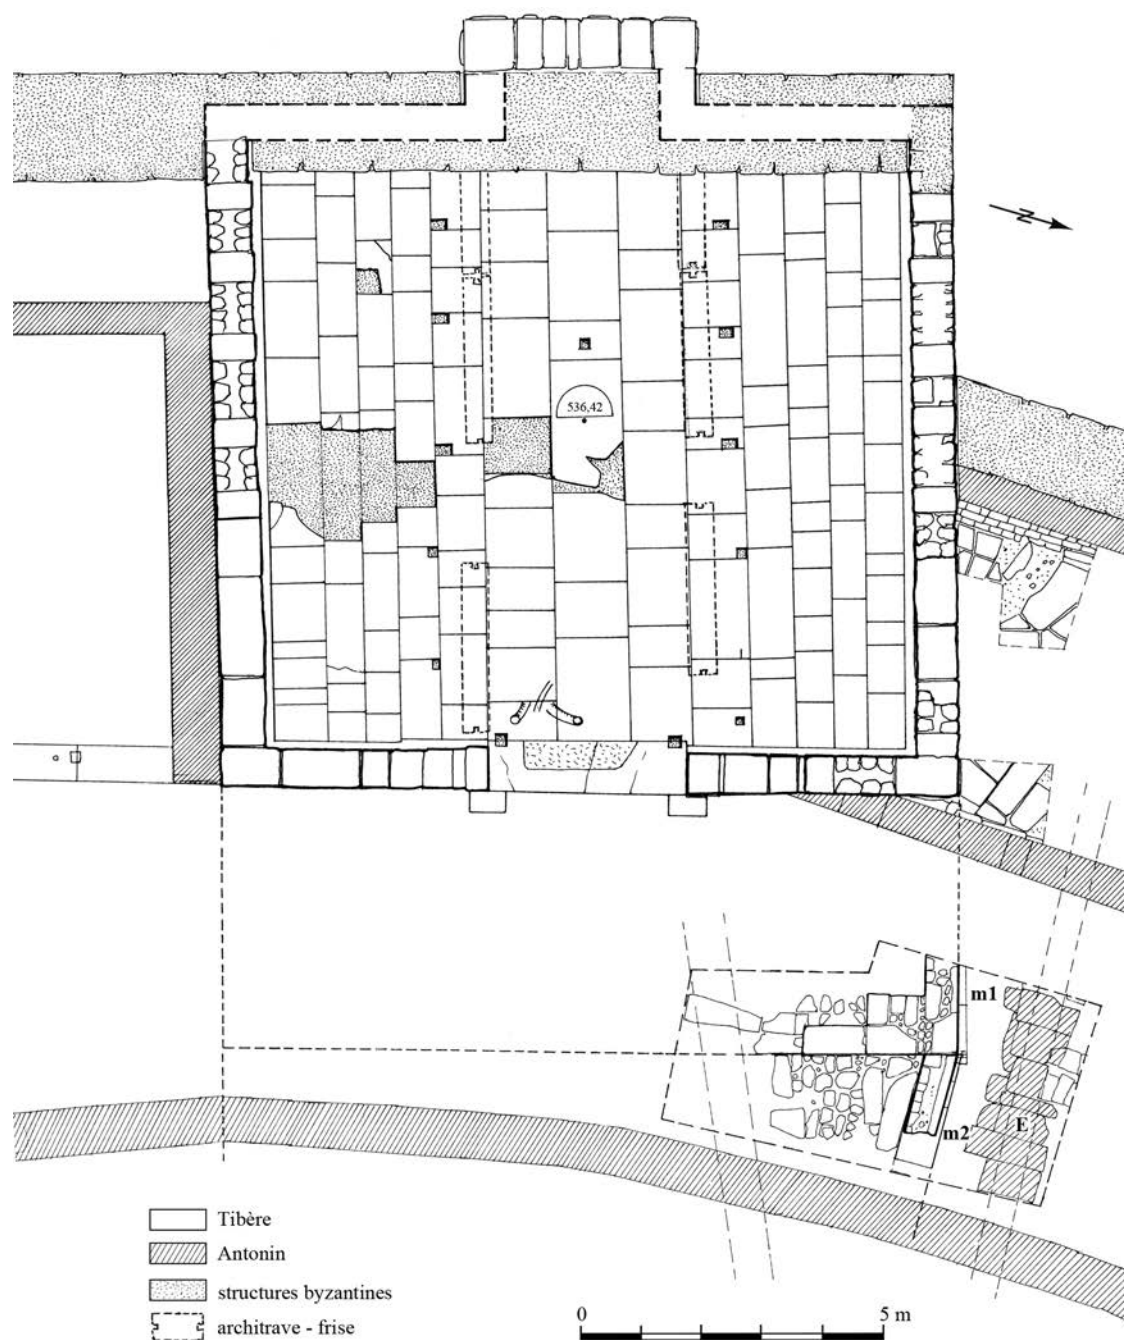 N
536,42
m1
m2
E
Tibère
Antonin
structures byzantines
architrave - frise
0 5 m